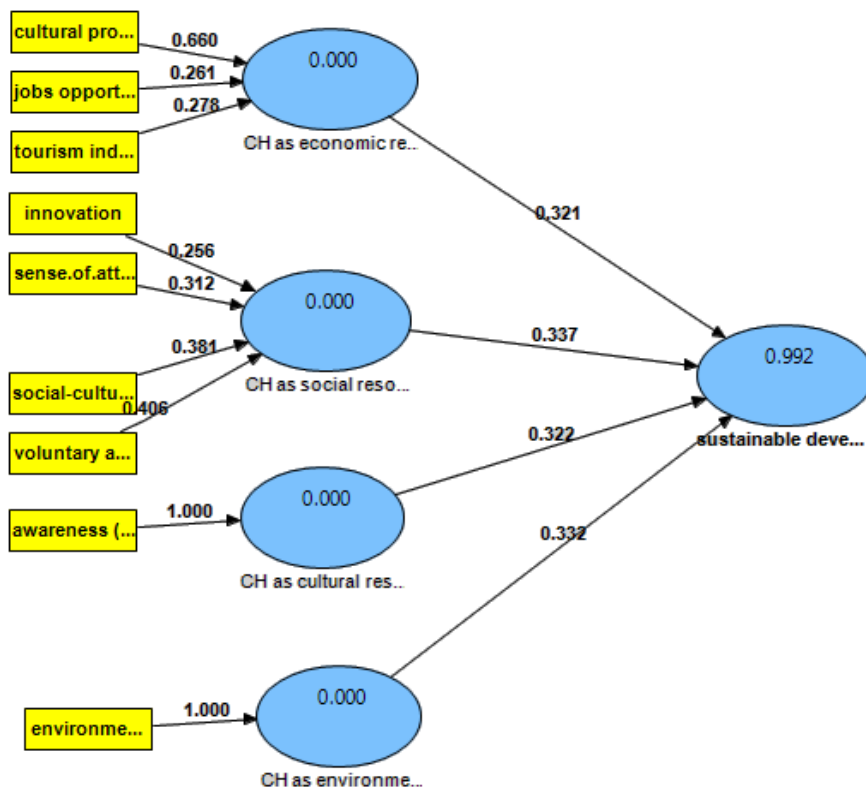 cultural pro...
0.660
0.000
jobs opport...
0.261
0.278
tourism ind...
CH as economic re...
innovation
0.321
0.256
sense.of.att...
0.312
0.000
0.337
0.381
0.992
social-cultu...
CH as social reso...
0.406
voluntary a...
0.322
sustainable deve...
0.000
awareness (...
1.000
0.332
CH as cultural res...
0.000
1.000
environme...
CH as environme...